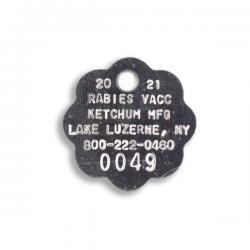 20 21
RABIES VACC
KETCHUM MFG
LAKE LUZERNE, NY
800-222-0460
0049